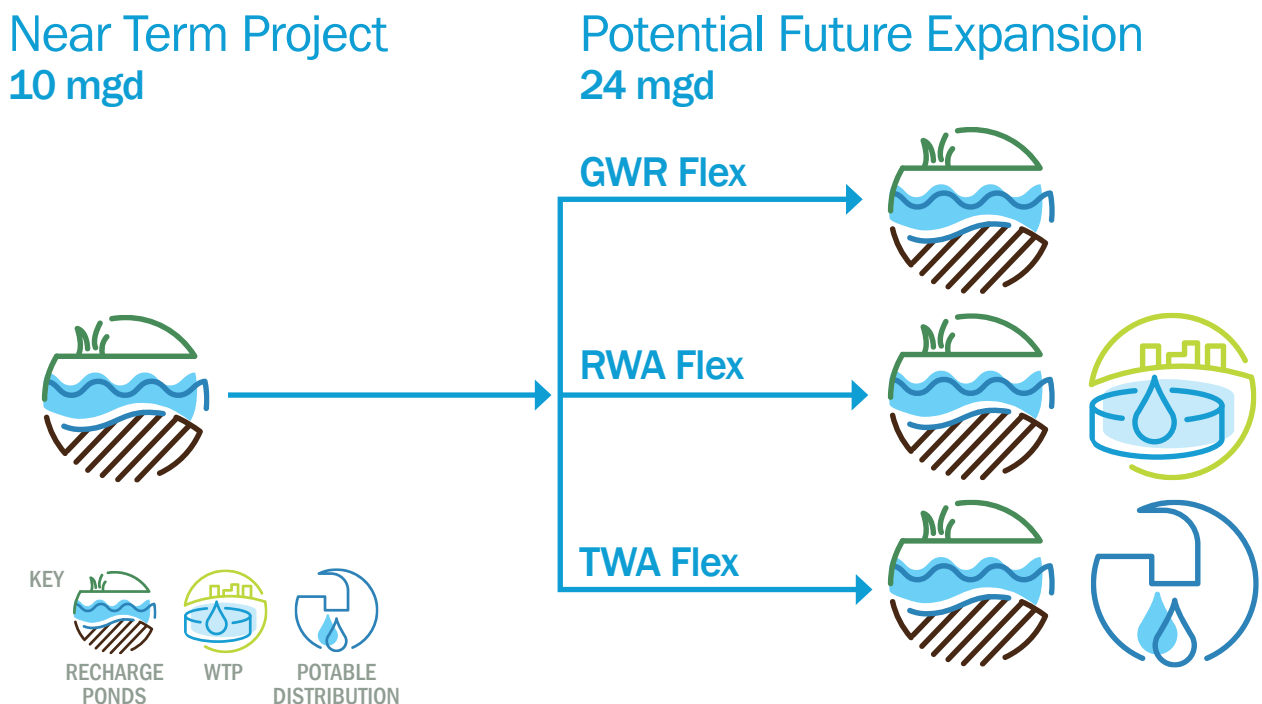 Near Term Project
10 mgd
Potential Future Expansion
24 mgd
GWR Flex
RWA Flex
TWA Flex
KEY
RECHARGE
PONDS
WTP
POTABLE
DISTRIBUTION